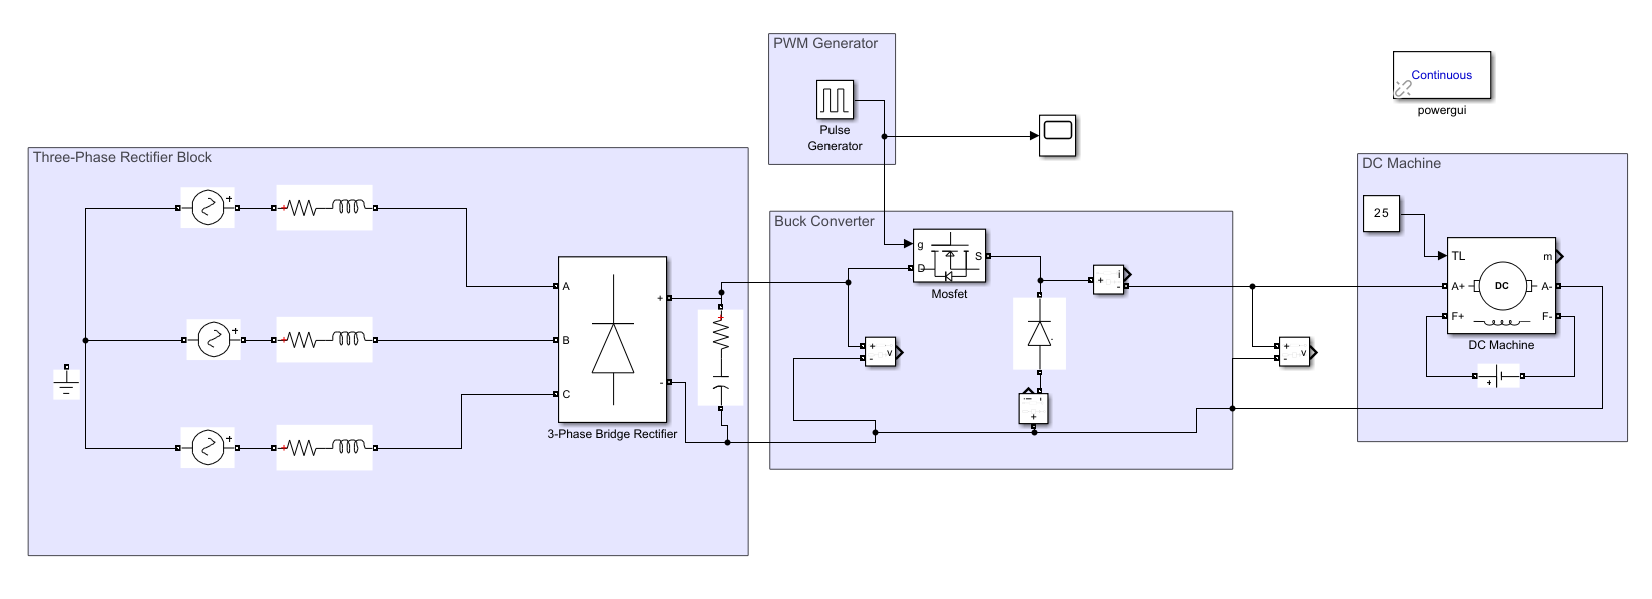 PWM Generator
Pulse
Generator
Continuous
powergui
Three-Phase Rectifier Block
+
+
+
+
+
+
A
B
C
+
-
+
3-Phase Bridge Rectifier
Buck Converter
g
D
S
Mosfet
+
-
v
i
+
-
i
-
+
+
-
v
DC Machine
25
TL
m
A+
DC
A-
F+
F-
DC Machine
+